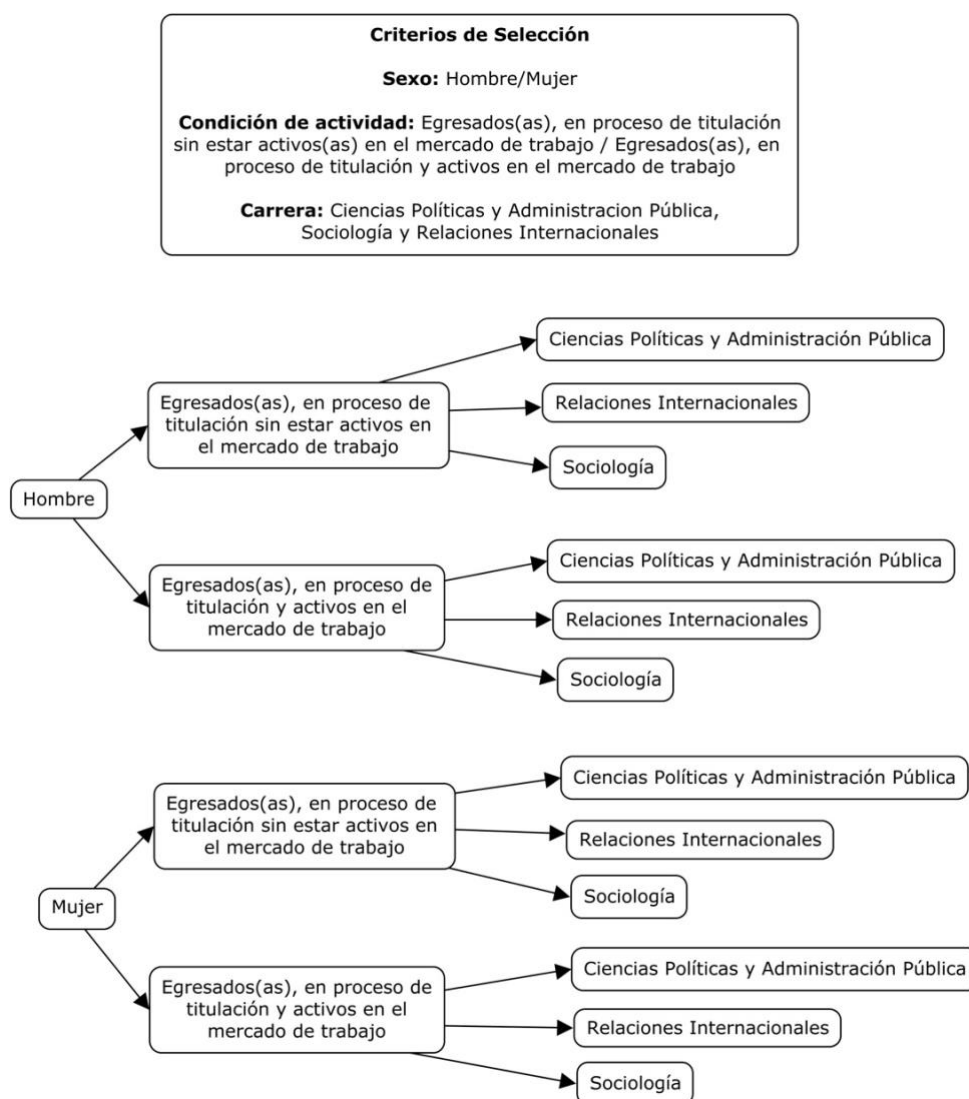 Criterios de Selección
Sexo: Hombre/Mujer
Condición de actividad: Egresados(as), en proceso de titulación
sin estar activos(as) en el mercado de trabajo / Egresados(as), en
proceso de titulación y activos en el mercado de trabajo
Carrera: Ciencias Políticas y Administracion Pública,
Sociología y Relaciones Internacionales
Hombre
Egresados(as), en proceso de
titulación sin estar activos en
el mercado de trabajo
Ciencias Políticas y Administración Pública
Relaciones Internacionales
Sociología
Egresados(as), en proceso de
titulación y activos en el
mercado de trabajo
Ciencias Políticas y Administración Pública
Relaciones Internacionales
Sociología
Mujer
Egresados(as), en proceso de
titulación sin estar activos en
el mercado de trabajo
Ciencias Políticas y Administración Pública
Relaciones Internacionales
Sociología
Egresados(as), en proceso de
titulación y activos en el
mercado de trabajo
Ciencias Políticas y Administración Pública
Relaciones Internacionales
Sociología